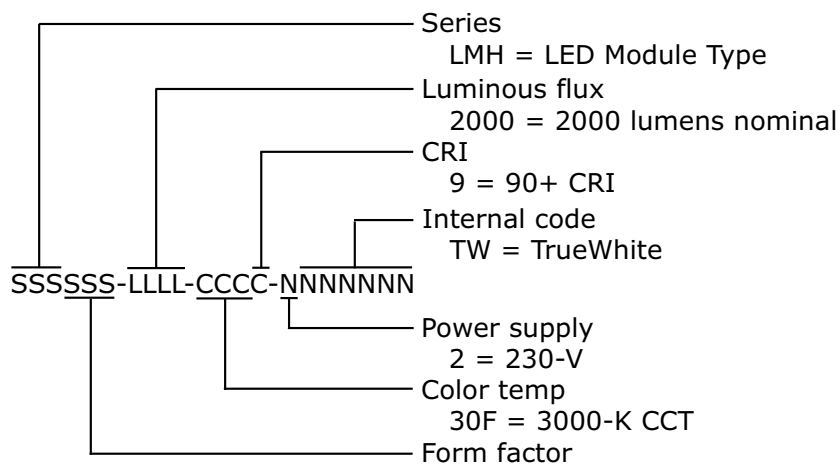 Series
LMH = LED Module Type
Luminous flux
2000 = 2000 lumens nominal
CRI
9 = 90+ CRI
Internal code
TW = TrueWhite
SSSSSS-LLLL-CCCC-NNNNNNN
Power supply
2 = 230-V
Color temp
30F = 3000-K CCT
Form factor